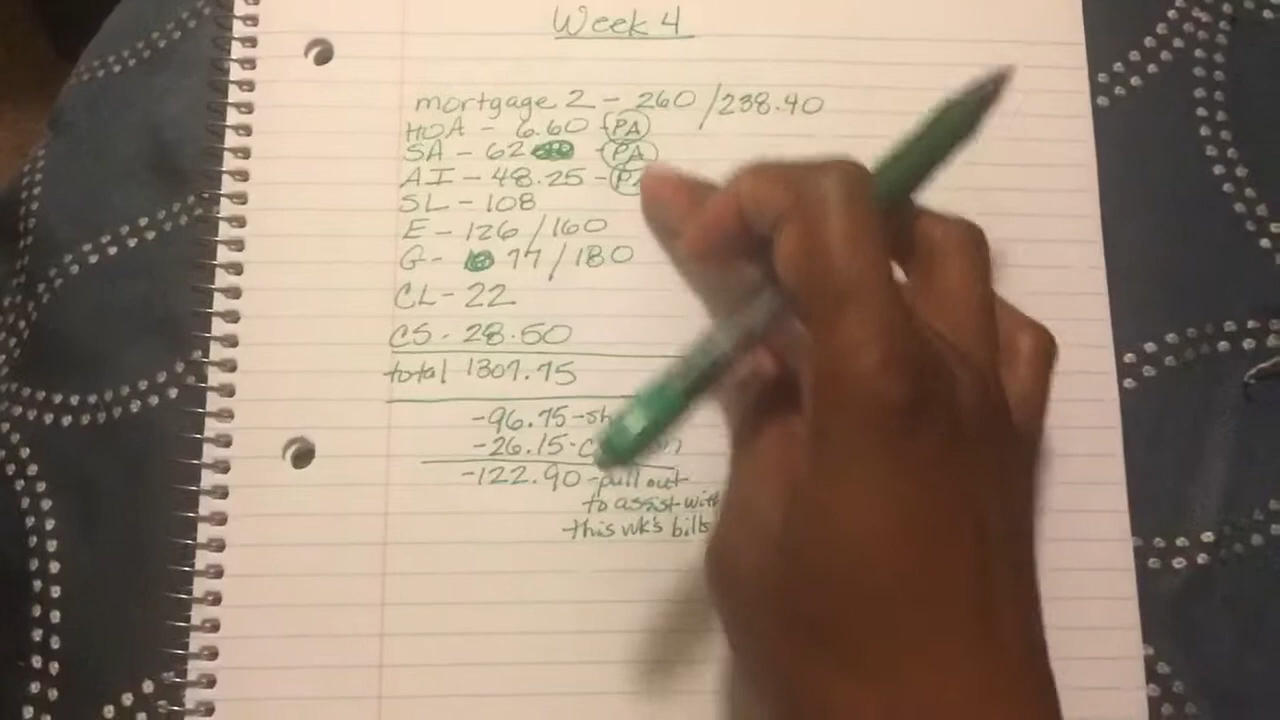 Week 4
mortgage 2 - 260 / 238.40
HOA - 6.60 - PA
SA - 62 - PA
AI - 48.25 -
SL - 108
E - 126 / 160
G - 77 / 180
CL - 22
CS - 28.50
total 1307.75
-96.75 -
-26.15 -
-122.90 - pull out
to assist with
this wk's bills